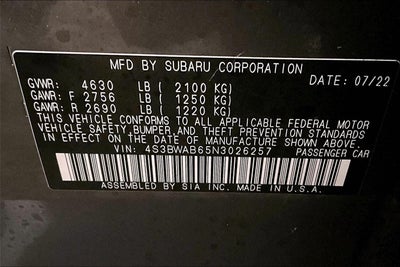 MFD BY SUBARU CORPORATION
DATE: 07/22
GVWR: 4630 LB ( 2100 KG)
GAWR: F 2756 LB ( 1250 KG)
GAWR: R 2690 LB ( 1220 KG)
THIS VEHICLE CONFORMS TO ALL APPLICABLE FEDERAL MOTOR
VEHICLE SAFETY, BUMPER, AND THEFT PREVENTION STANDARDS
IN EFFECT ON THE DATE OF MANUFACTURE SHOWN ABOVE.
VIN: 4S3BWAB65N3026257 PASSENGER CAR
ASSEMBLED BY SIA INC. MADE IN U.S.A.